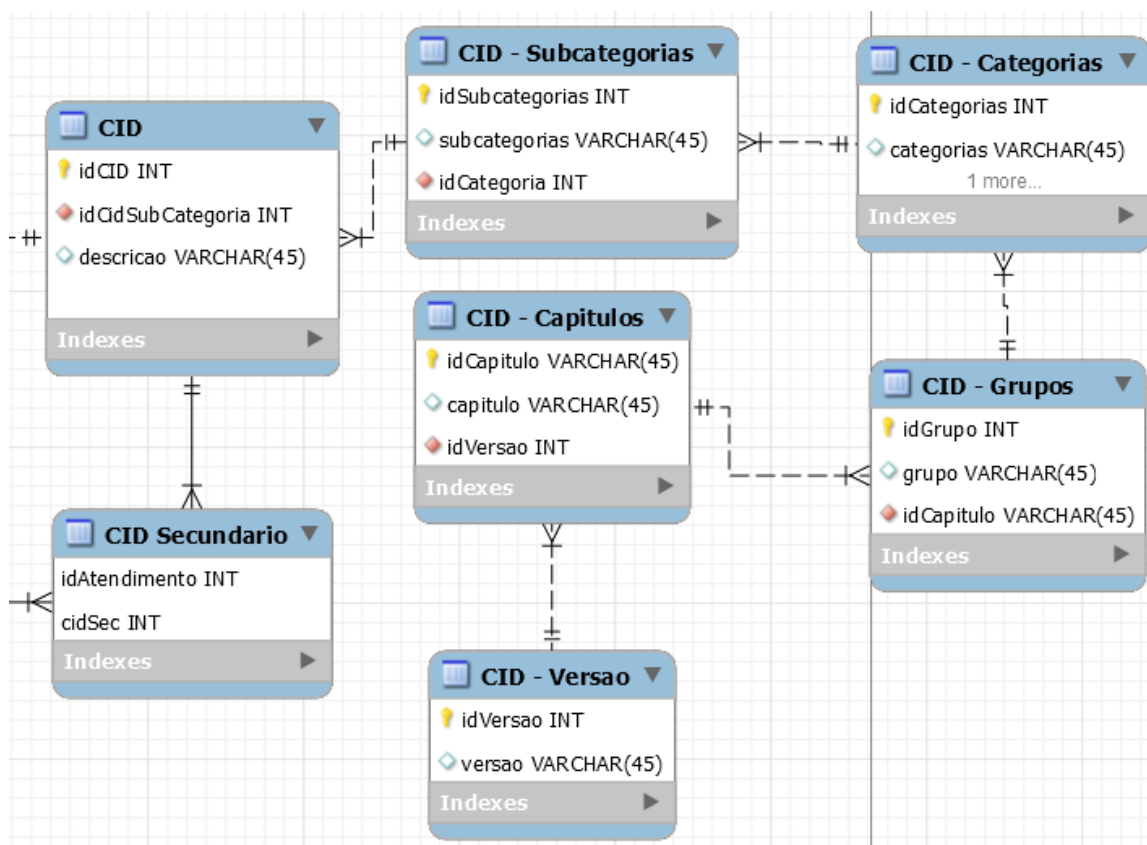 CID
idCID INT
idCidSubCategoria INT
descricao VARCHAR(45)
Indexes
CID - Subcategorias
idSubcategorias INT
subcategorias VARCHAR(45)
idCategoria INT
Indexes
CID - Categorias
idCategorias INT
categorias VARCHAR(45)
1 more...
Indexes
CID - Capitulos
idCapitulo VARCHAR(45)
capitulo VARCHAR(45)
idVersao INT
Indexes
CID - Grupos
idGrupo INT
grupo VARCHAR(45)
idCapitulo VARCHAR(45)
Indexes
CID Secundário
idAtendimento INT
cidSec INT
Indexes
CID - Versao
idVersao INT
versao VARCHAR(45)
Indexes